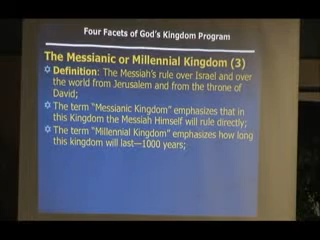 Four Facets of God's Kingdom Program
The Messianic or Millennial Kingdom (3)
Definition: The Messiah's rule over Israel and over
the world from Jerusalem and from the throne of
David;
The term "Messianic Kingdom" emphasizes that in
this Kingdom the Messiah Himself will rule directly;
The term "Millennial Kingdom" emphasizes how long
this kingdom will last—1000 years;